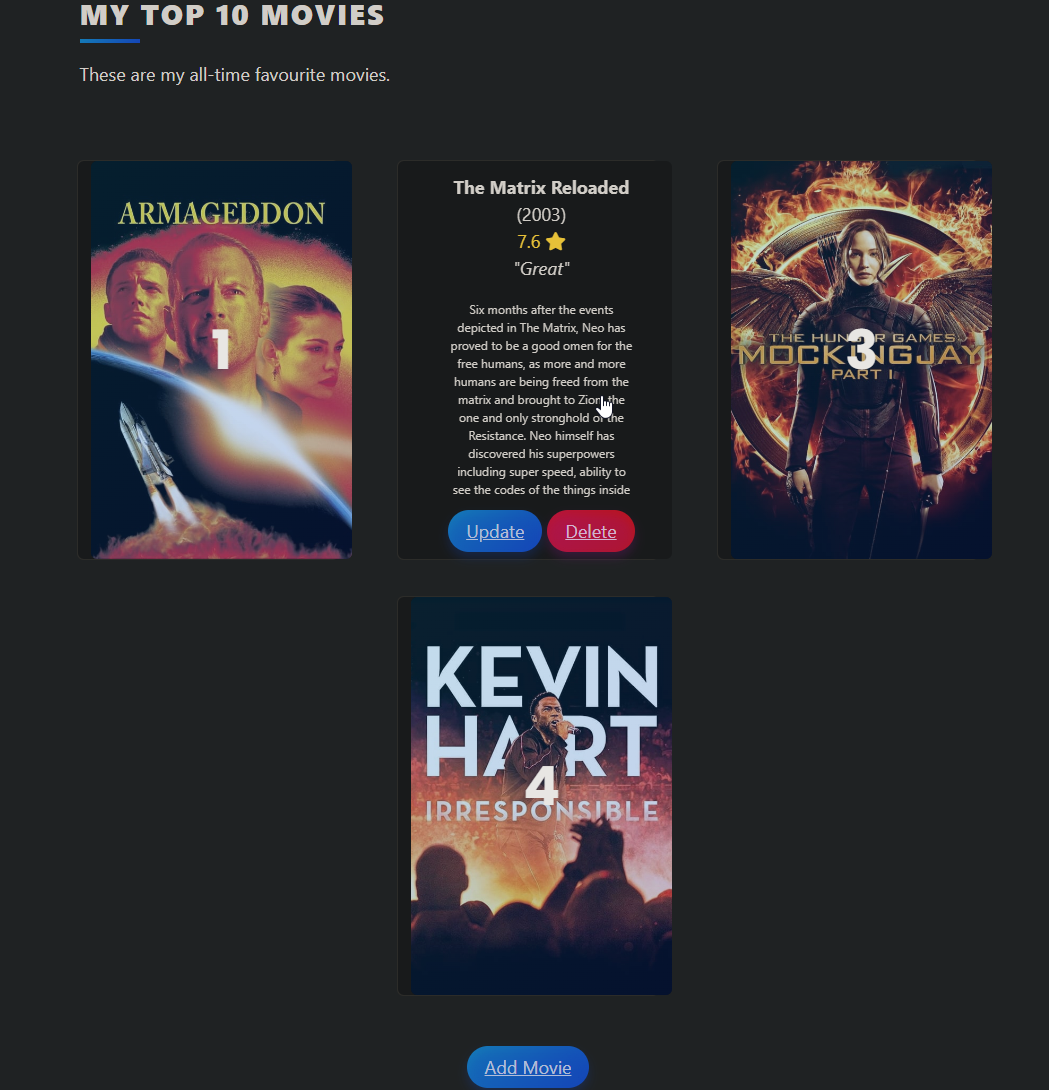 MY TOP 10 MOVIES
These are my all-time favourite movies.
ARMAGEDDON
1
The Matrix Reloaded
(2003)
7.6
"Great"
Six months after the events
depicted in The Matrix, Neo has
proved to be a good omen for the
free humans, as more and more
humans are being freed from the
matrix and brought to Zion, the
one and only stronghold of the
Resistance. Neo himself has
discovered his superpowers
including super speed, ability to
see the codes of the things inside
Update Delete
THE HUNGER GAMES
MOCKINGJAY
PART 1
3
KEVIN
HART
4
IRRESPONSIBLE
Add Movie